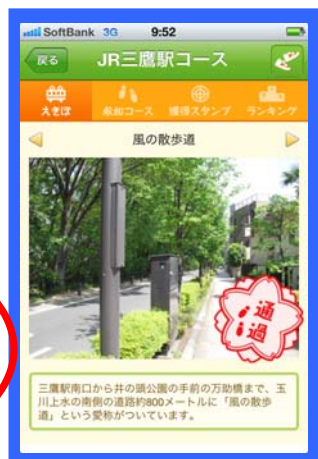 SoftBank 3G 9:52
戻る JR三鷹駅コース
えきぽ 参加コース 獲得スタンプ ランキング
風の散歩道
通過
三鷹駅南口から井の頭公園の手前の万助橋まで、玉
川上水の南側の道路約800メートルに「風の散歩
道」という愛称がついています。